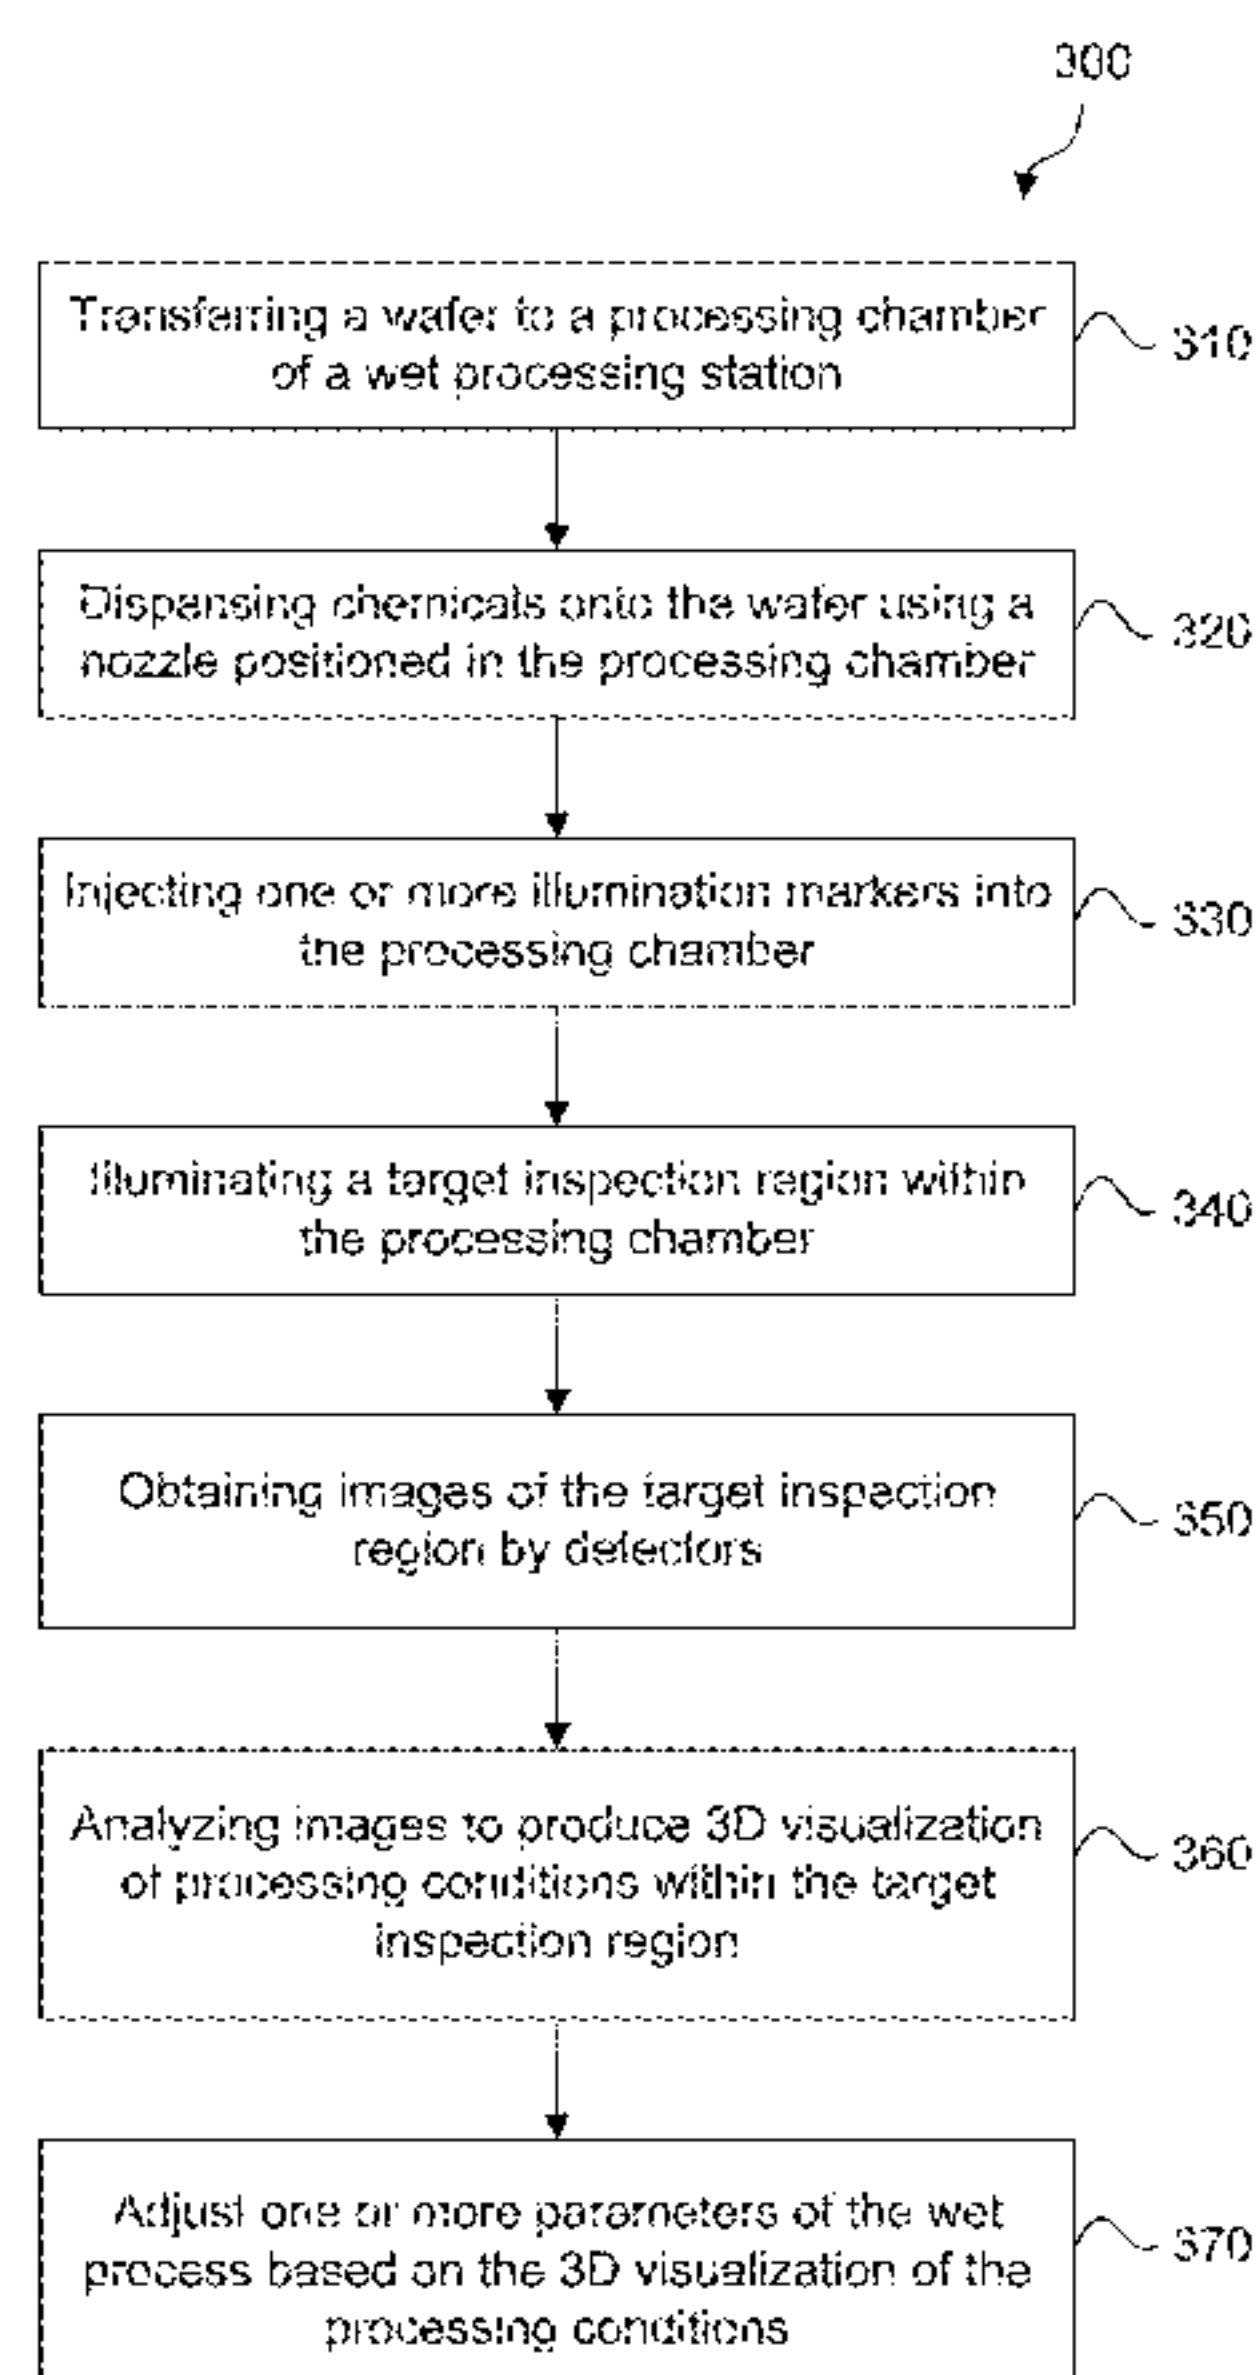 300
Transferring a wafer to a processing chamber
of a wet processing station
310
Dispensing chemicals onto the wafer using a
nozzle positioned in the processing chamber
320
Injecting one or more illumination markers into
the processing chamber
330
Illuminating a target inspection region within
the processing chamber
340
Obtaining images of the target inspection
region by detectors
350
Analyzing images to produce 3D visualization
of processing conditions within the target
inspection region
360
Adjust one or more parameters of the wet
process based on the 3D visualization of the
processing conditions
370